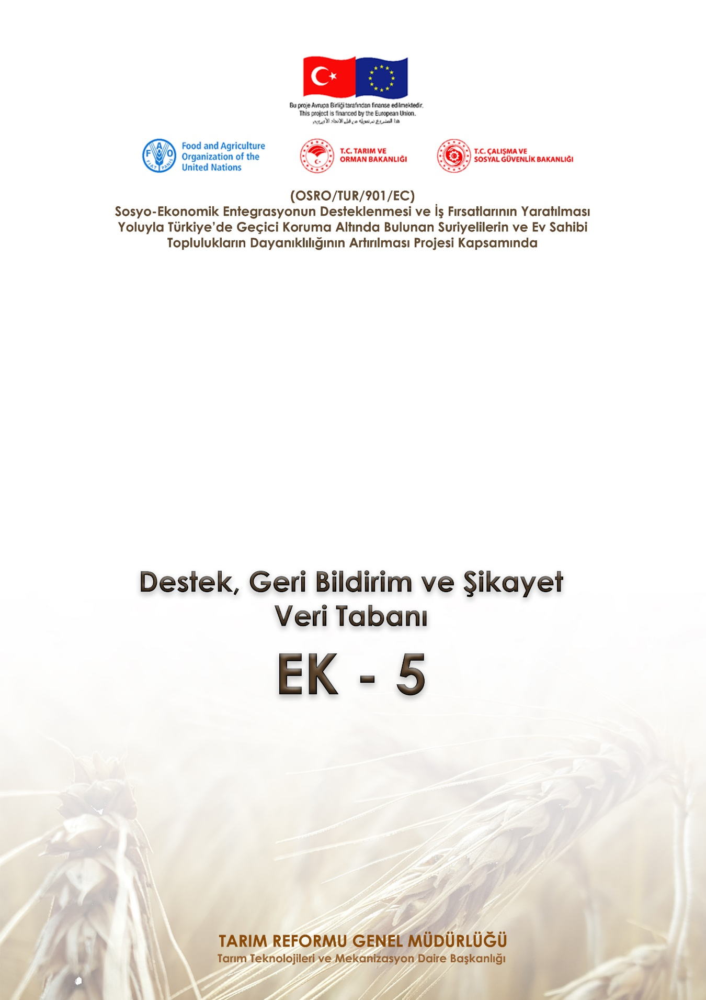 Bu proje Avrupa Birliği tarafından finanse edilmektedir.
This project is financed by the European Union.
هذا المشروع تم تمويله من قبل الاتحاد الأوروبي
FAO
FIAT PANIS
Food and Agriculture
Organization of the
United Nations
T.C. TARIM VE
ORMAN BAKANLIĞI
T.C. ÇALIŞMA VE
SOSYAL GÜVENLİK BAKANLIĞI
(OSRO/TUR/901/EC)
Sosyo-Ekonomik Entegrasyonun Desteklenmesi ve İş Fırsatlarının Yaratılması
Yoluyla Türkiye’de Geçici Koruma Altında Bulunan Suriyelilerin ve Ev Sahibi
Toplulukların Dayanıklılığının Artırılması Projesi Kapsamında
Destek, Geri Bildirim ve Şikayet
Veri Tabanı
EK - 5
TARIM REFORMU GENEL MÜDÜRLÜĞÜ
Tarım Teknolojileri ve Mekanizasyon Daire Başkanlığı